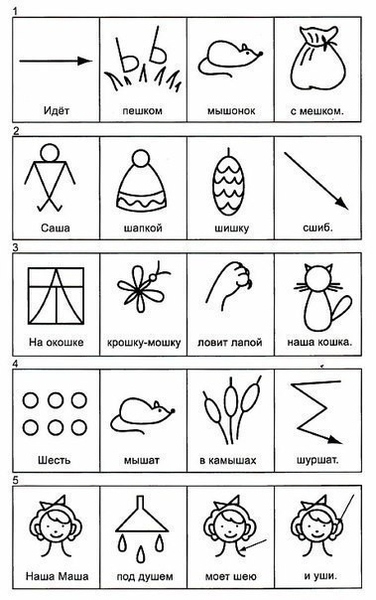 1
Идёт пешком мышонок с мешком.
2
Саша шапкой шишку сшиб.
3
На окошке крошку-мошку ловит лапой наша кошка.
4
Шесть мышат в камышах шуршат.
5
Наша Маша под душем моет шею и уши.